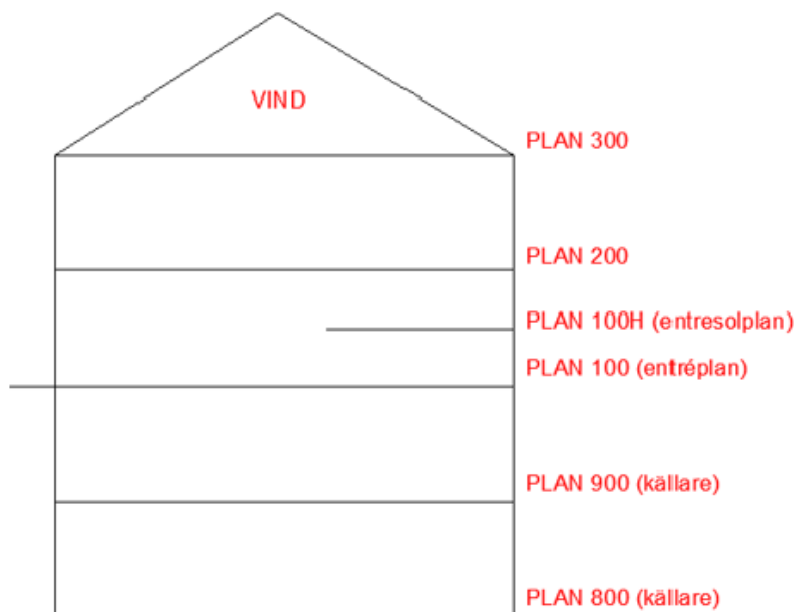 VIND
PLAN 300
PLAN 200
PLAN 100H (entresolplan)
PLAN 100 (entréplan)
PLAN 900 (källare)
PLAN 800 (källare)